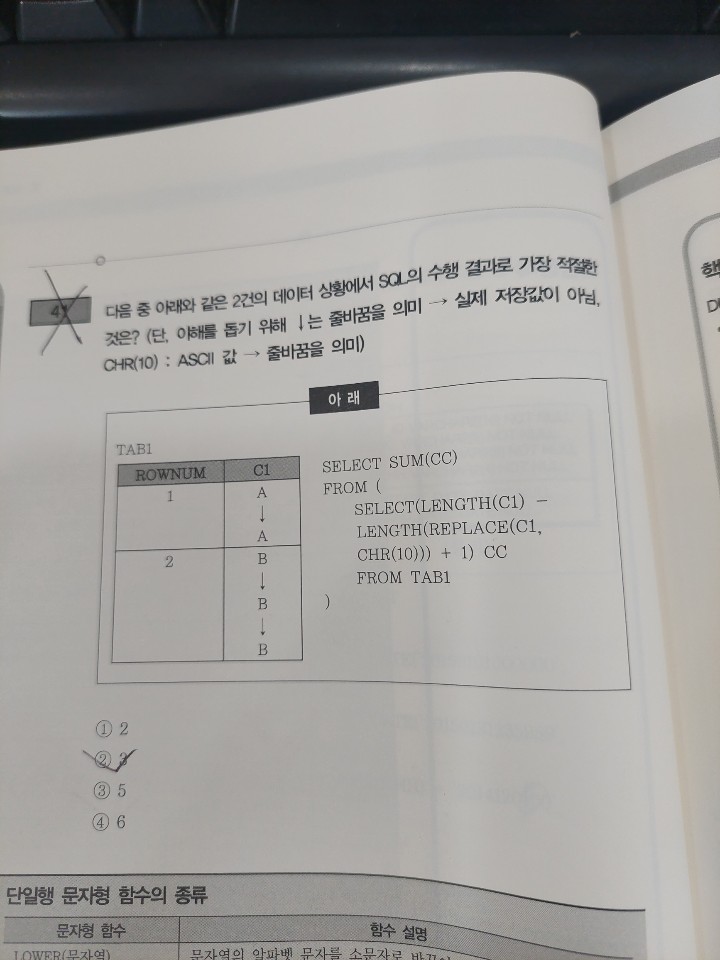 41
다음 중 아래와 같은 2건의 데이터 상황에서 SQL의 수행 결과로 가장 적절한
것은? (단, 이해를 돕기 위해 ↓는 줄바꿈을 의미 → 실제 저장값이 아님,
CHR(10) : ASCII 값 → 줄바꿈을 의미)
아 래
TAB1
ROWNUM C1
1 A
↓
A
2 B
↓
B
↓
B
SELECT SUM(CC)
FROM (
SELECT(LENGTH(C1) -
LENGTH(REPLACE(C1,
CHR(10))) + 1) CC
FROM TAB1
)
① 2
② 3
③ 5
④ 6
단일행 문자형 함수의 종류
문자형 함수 함수 설명
LOWER(문자열) 문자열의 알파벳 문자를 소문자로